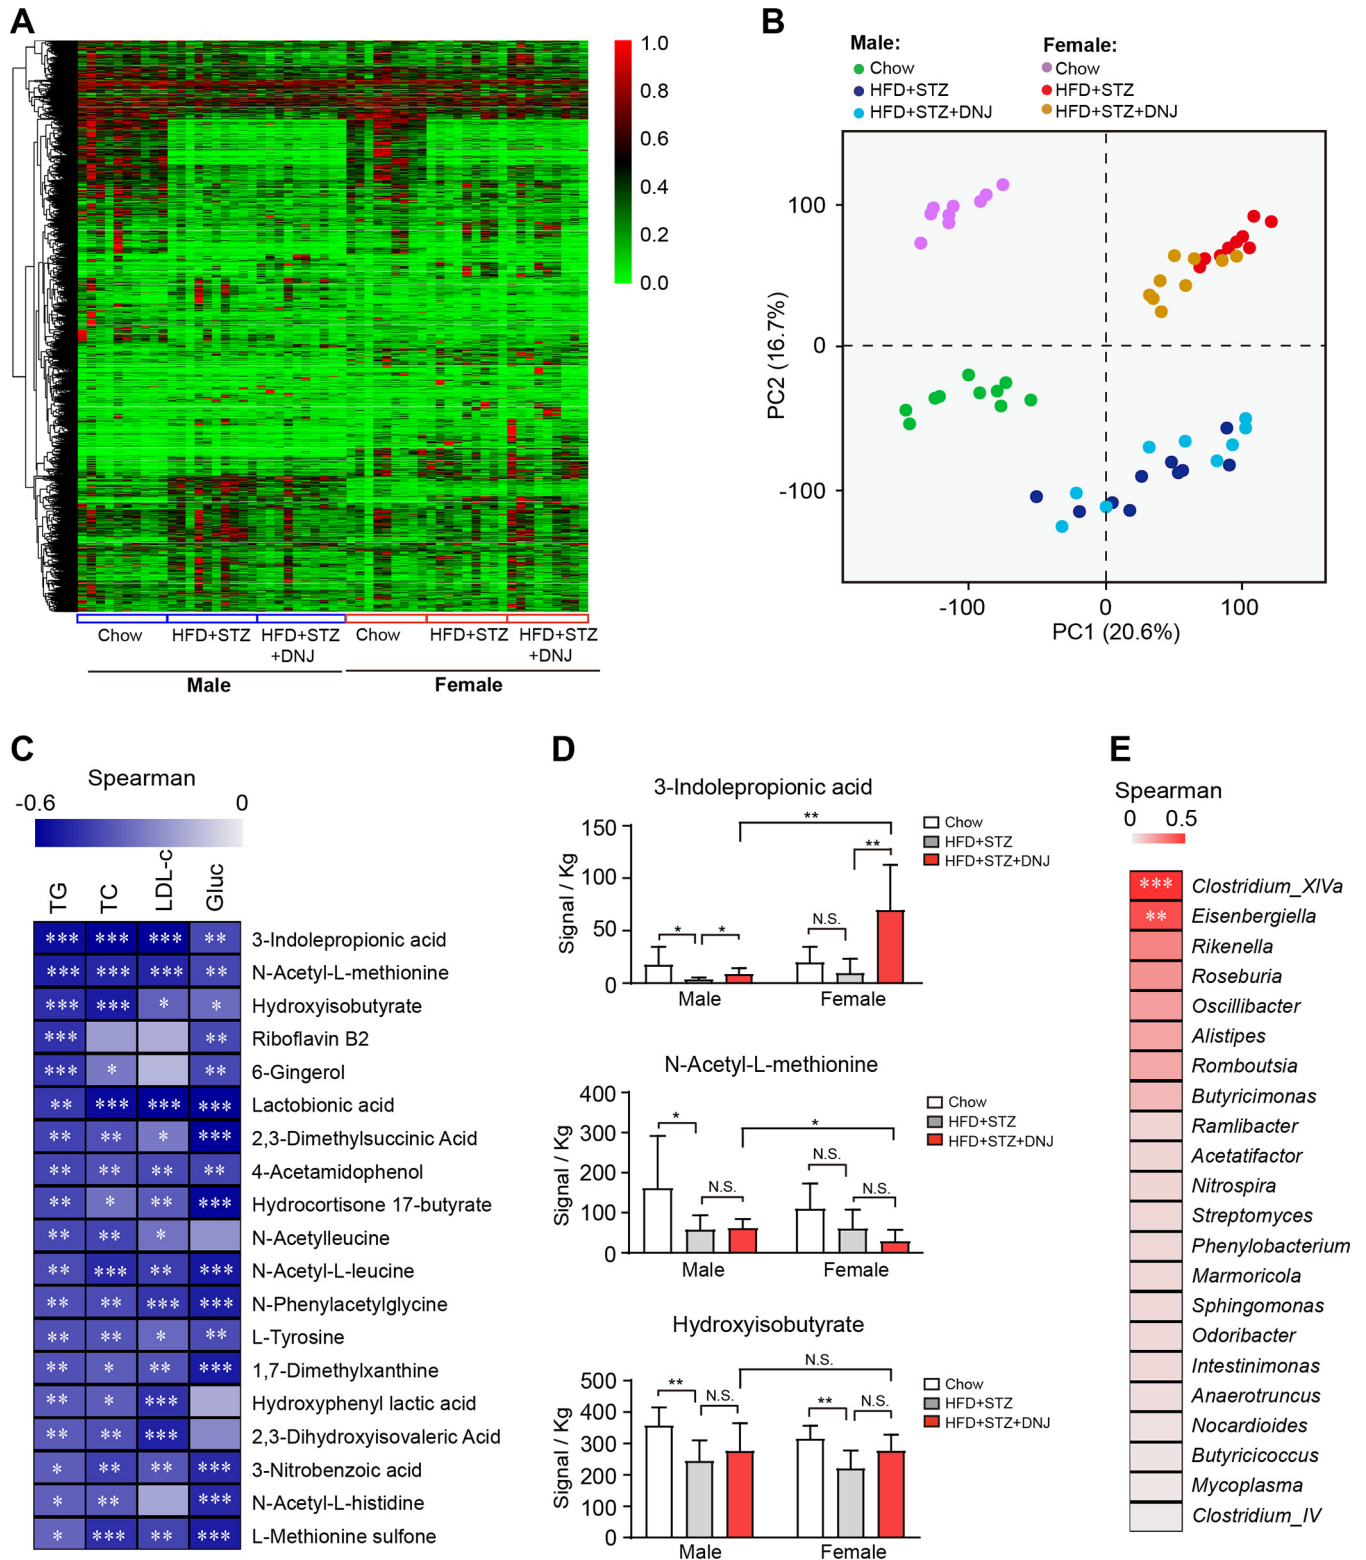 A
1.0
0.8
0.6
0.4
0.2
0.0
Chow
HFD+STZ
HFD+STZ
+DNJ
Chow
HFD+STZ
HFD+STZ
+DNJ
Male
Female
B
Male:
Chow
HFD+STZ
HFD+STZ+DNJ
Female:
Chow
HFD+STZ
HFD+STZ+DNJ
100
0
-100
PC2 (16.7%)
-100
0
100
PC1 (20.6%)
C
Spearman
-0.6
0
TG
TC
LDL-c
Gluc
*** *** *** ** 3-Indolepropionic acid
*** *** *** ** N-Acetyl-L-methionine
*** *** * * Hydroxyisobutyrate
*** ** Riboflavin B2
*** * ** 6-Gingerol
** *** *** *** Lactobionic acid
** ** * *** 2,3-Dimethylsuccinic Acid
** ** ** ** 4-Acetamidophenol
** * ** *** Hydrocortisone 17-butyrate
** ** * N-Acetylleucine
** *** ** *** N-Acetyl-L-leucine
** ** *** *** N-Phenylacetylglycine
** ** * ** L-Tyrosine
** * ** *** 1,7-Dimethylxanthine
** * *** Hydroxyphenyl lactic acid
** ** *** 2,3-Dihydroxyisovaleric Acid
* ** ** *** 3-Nitrobenzoic acid
* ** *** N-Acetyl-L-histidine
* *** ** *** L-Methionine sulfone
D
3-Indolepropionic acid
Signal / Kg
150
100
50
0
*
*
N.S.
**
**
Male
Female
Chow
HFD+STZ
HFD+STZ+DNJ
N-Acetyl-L-methionine
Signal / Kg
400
300
200
100
0
*
N.S.
*
N.S.
N.S.
Male
Female
Chow
HFD+STZ
HFD+STZ+DNJ
Hydroxyisobutyrate
Signal / Kg
500
400
300
200
100
0
**
N.S.
N.S.
**
N.S.
Male
Female
Chow
HFD+STZ
HFD+STZ+DNJ
E
Spearman
0
0.5
*** Clostridium_XIVa
** Eisenbergiella
Rikenella
Roseburia
Oscillibacter
Alistipes
Romboutsia
Butyricimonas
Ramlibacter
Acetatifactor
Nitrospira
Streptomyces
Phenylobacterium
Marmoricola
Sphingomonas
Odoribacter
Intestinimonas
Anaerotruncus
Nocardioides
Butyricicoccus
Mycoplasma
Clostridium_IV